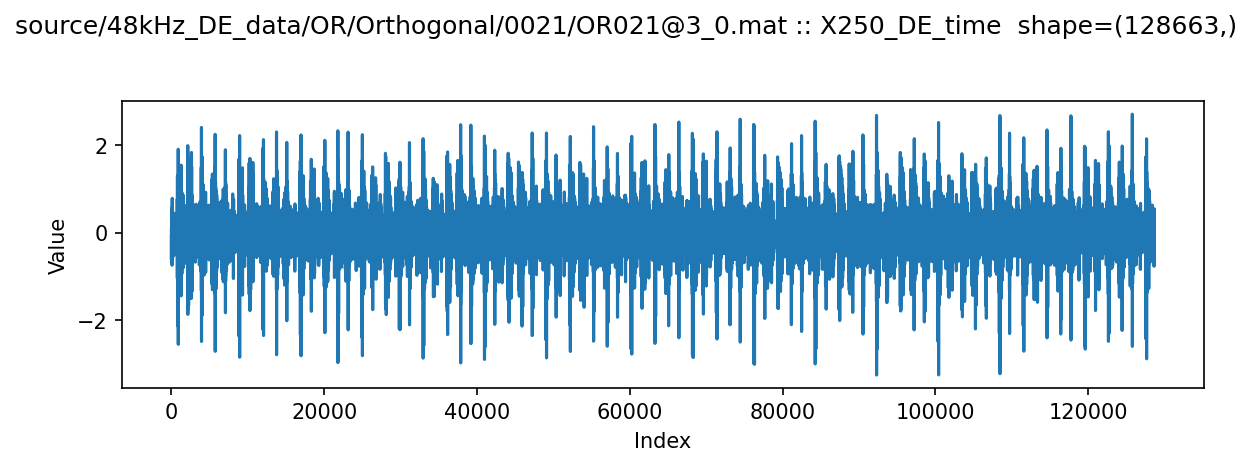 source/48kHz_DE_data/OR/Orthogonal/0021/OR021@3_0.mat :: X250_DE_time  shape=(128663,)
2
0
−2
Value
0 20000 40000 60000 80000 100000 120000
Index